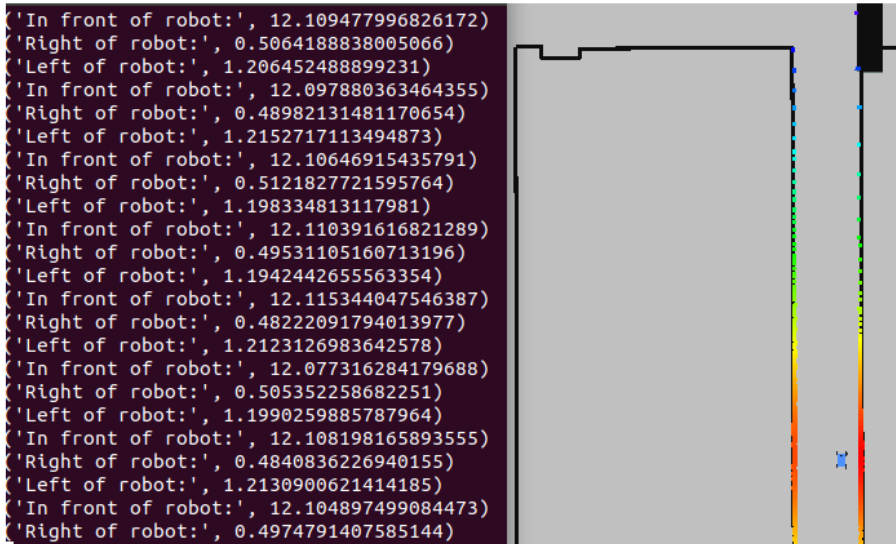 ('In front of robot:', 12.109477996826172)
('Right of robot:', 0.5064188838005066)
('Left of robot:', 1.206452488899231)
('In front of robot:', 12.097880363464355)
('Right of robot:', 0.48982131481170654)
('Left of robot:', 1.2152717113494873)
('In front of robot:', 12.10646915435791)
('Right of robot:', 0.5121827721595764)
('Left of robot:', 1.198334813117981)
('In front of robot:', 12.110391616821289)
('Right of robot:', 0.49531105160713196)
('Left of robot:', 1.1942442655563354)
('In front of robot:', 12.115344047546387)
('Right of robot:', 0.48222091794013977)
('Left of robot:', 1.2123126983642578)
('In front of robot:', 12.077316284179688)
('Right of robot:', 0.505352258682251)
('Left of robot:', 1.1990259885787964)
('In front of robot:', 12.108198165893555)
('Right of robot:', 0.4840836226940155)
('Left of robot:', 1.2130900621414185)
('In front of robot:', 12.104897499084473)
('Right of robot:', 0.4974791407585144)